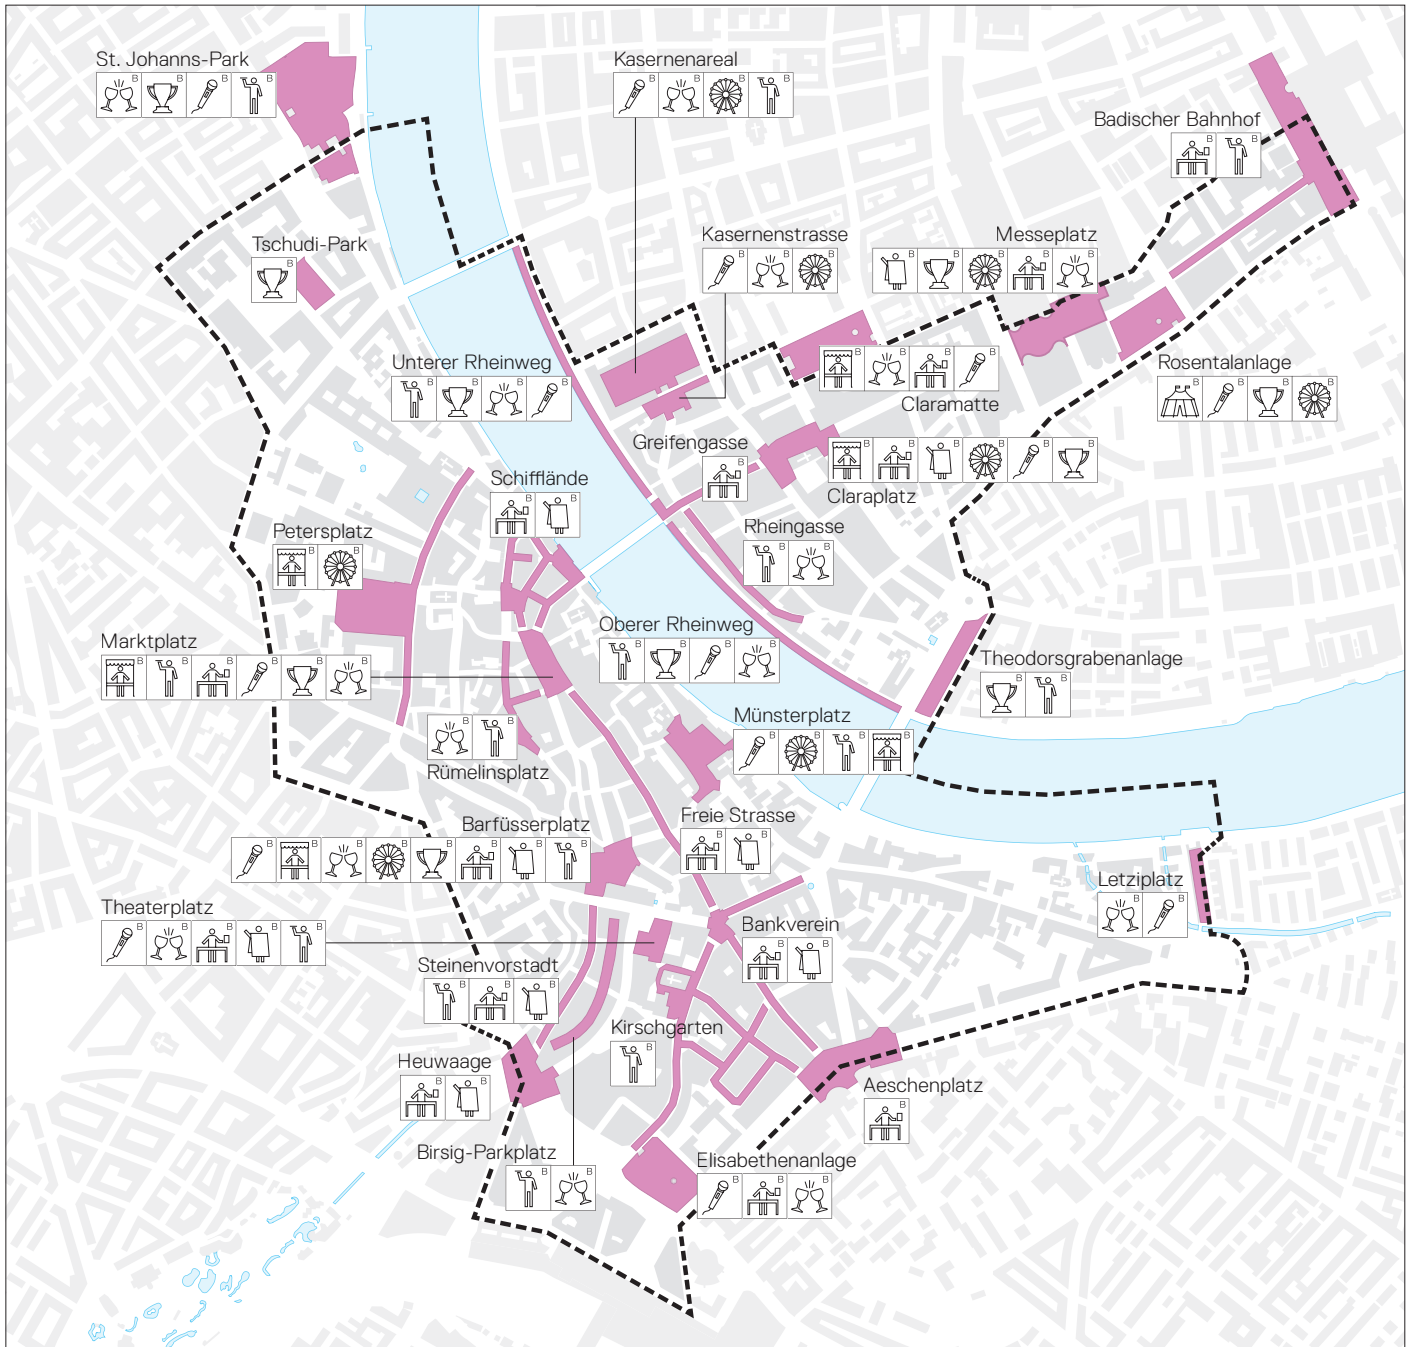 St. Johanns-Park
B B B B
Kasernenareal
B B B B
Badischer Bahnhof
B B
Tschudi-Park
B
Kasernenstrasse
B B B
Messeplatz
B B B B B
Unterer Rheinweg
B B B B
B B B B
Claramatte
Rosentalanlage
B B B B
Greifengasse
B
B B B B B B
Claraplatz
Schifflände
B B
Petersplatz
B B
Rheingasse
B B
Marktplatz
B B B B B B
Oberer Rheinweg
B B B B
Theodorsgrabenanlage
B B
B B
Rümelinsplatz
Münsterplatz
B B B B
Barfüsserplatz
B B B B B B B B
Freie Strasse
B B
Letziplatz
B B
Theaterplatz
B B B B B
Bankverein
B B
Steinenvorstadt
B B B
Kirschgarten
B
Heuwaage
B B
Aeschenplatz
B
Birsig-Parkplatz
B B
Elisabethenanlage
B B B